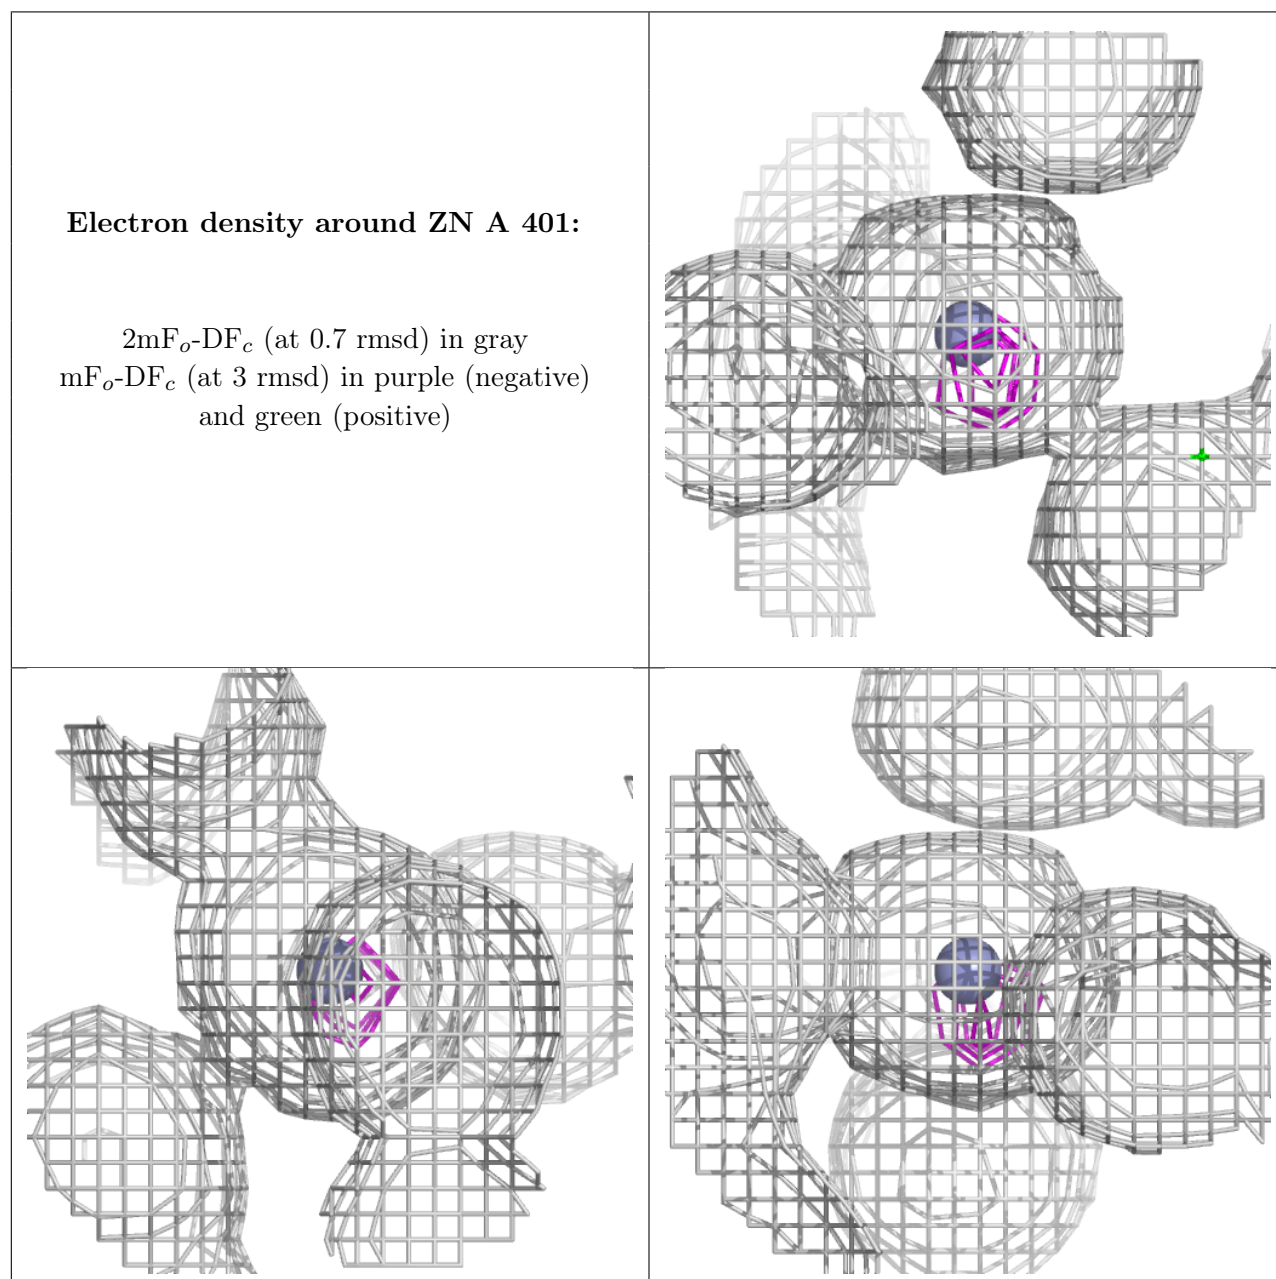 Electron density around ZN A 401:
2mFo-DFc (at 0.7 rmsd) in gray
mFo-DFc (at 3 rmsd) in purple (negative)
and green (positive)